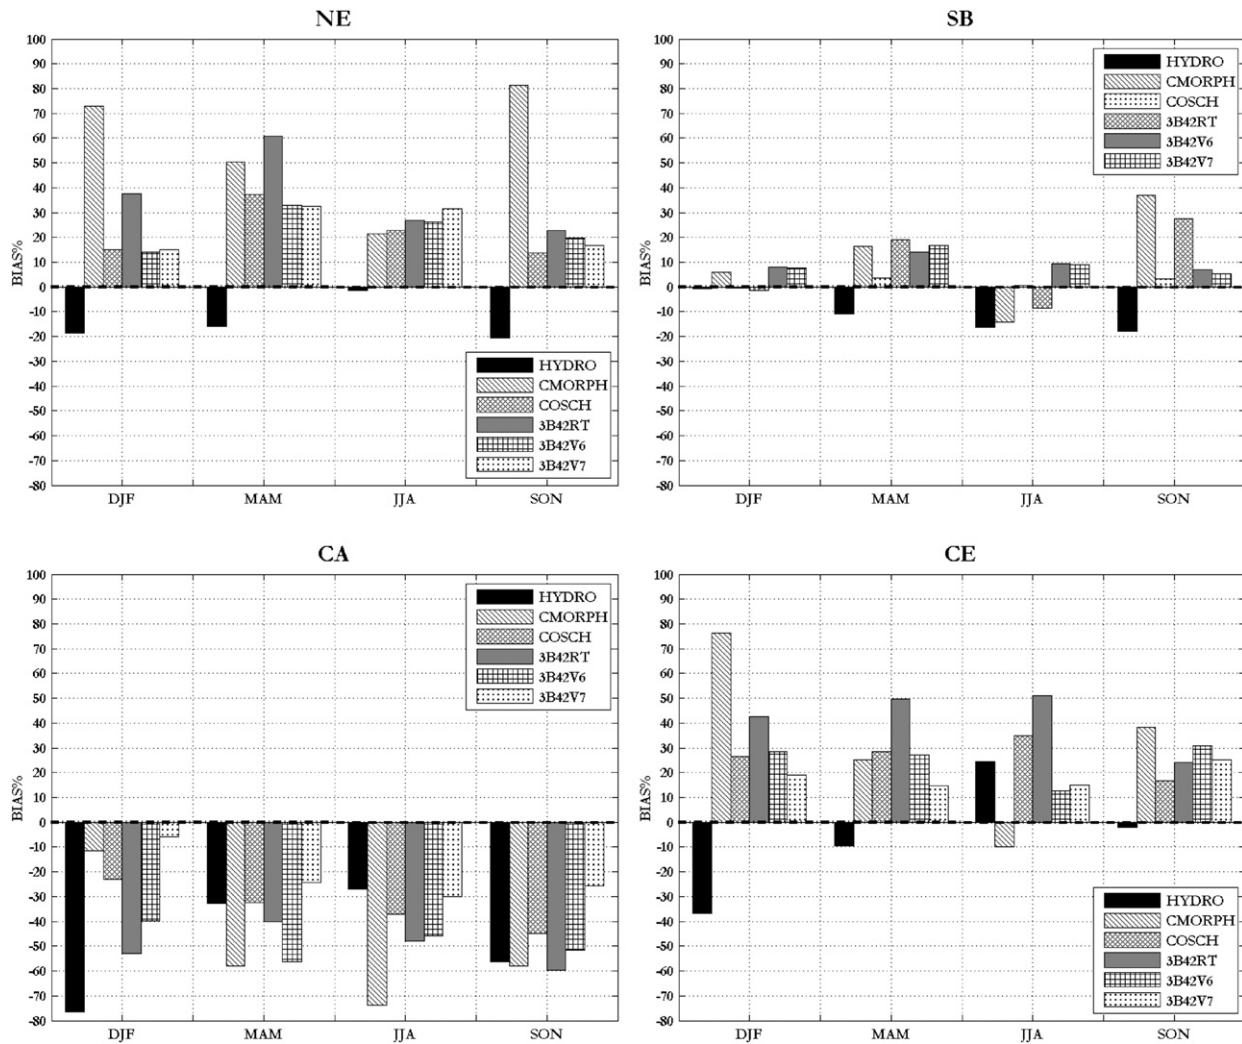 NE
100
90
80
70
60
50
40
30
20
10
0
-10
-20
-30
-40
-50
-60
-70
-80
BIAS%
HYDRO
CMORPH
COSCH
3B42RT
3B42V6
3B42V7
DJF MAM JJA SON
SB
100
90
80
70
60
50
40
30
20
10
0
-10
-20
-30
-40
-50
-60
-70
-80
BIAS%
HYDRO
CMORPH
COSCH
3B42RT
3B42V6
3B42V7
DJF MAM JJA SON
CA
100
90
80
70
60
50
40
30
20
10
0
-10
-20
-30
-40
-50
-60
-70
-80
BIAS%
HYDRO
CMORPH
COSCH
3B42RT
3B42V6
3B42V7
DJF MAM JJA SON
CE
100
90
80
70
60
50
40
30
20
10
0
-10
-20
-30
-40
-50
-60
-70
-80
BIAS%
HYDRO
CMORPH
COSCH
3B42RT
3B42V6
3B42V7
DJF MAM JJA SON